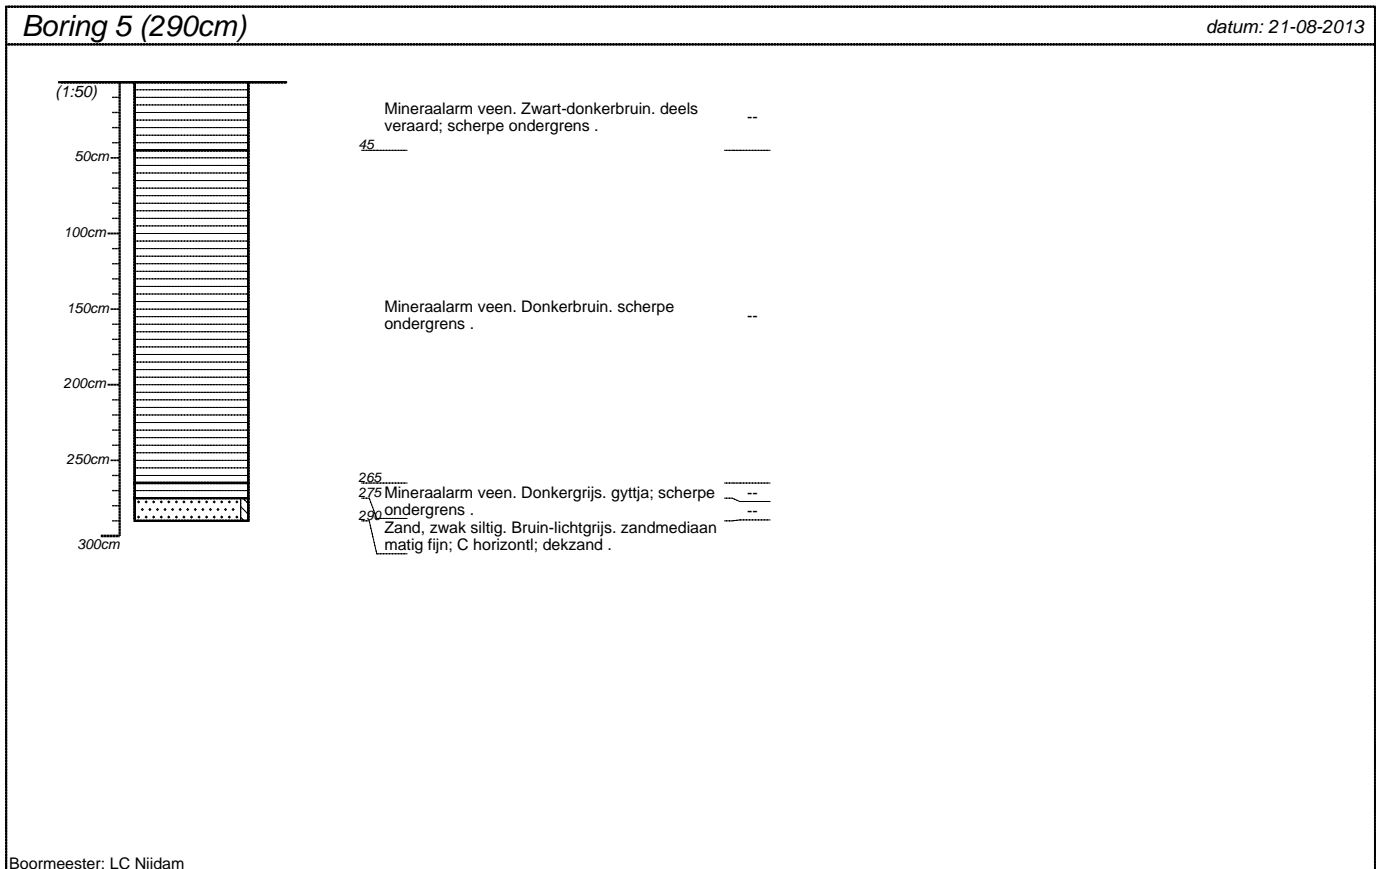 Boring 5 (290cm)
datum: 21-08-2013
(1:50)
50cm
100cm
150cm
200cm
250cm
300cm
Mineraalarm veen. Zwart-donkerbruin. deels
veraard; scherpe ondergrens .
--
45
Mineraalarm veen. Donkerbruin. scherpe
ondergrens .
--
265
275 Mineraalarm veen. Donkergrijs. gyttja; scherpe
ondergrens .
--
290
Zand, zwak siltig. Bruin-lichtgrijs. zandmediaan
matig fijn; C horizontl; dekzand .
--
Boormeester: LC Nijdam